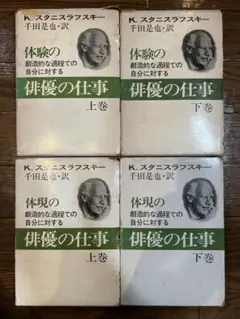 K. スタニスラフスキー
千田是也・訳
体験の
創造的な過程での
自分に対する
俳優の仕事
上巻
K. スタニスラフスキー
千田是也・訳
体験の
創造的な過程での
自分に対する
俳優の仕事
下巻
K. スタニスラフスキー
千田是也・訳
体現の
創造的な過程での
自分に対する
俳優の仕事
上巻
K. スタニスラフスキー
千田是也・訳
体現の
創造的な過程での
自分に対する
俳優の仕事
下巻